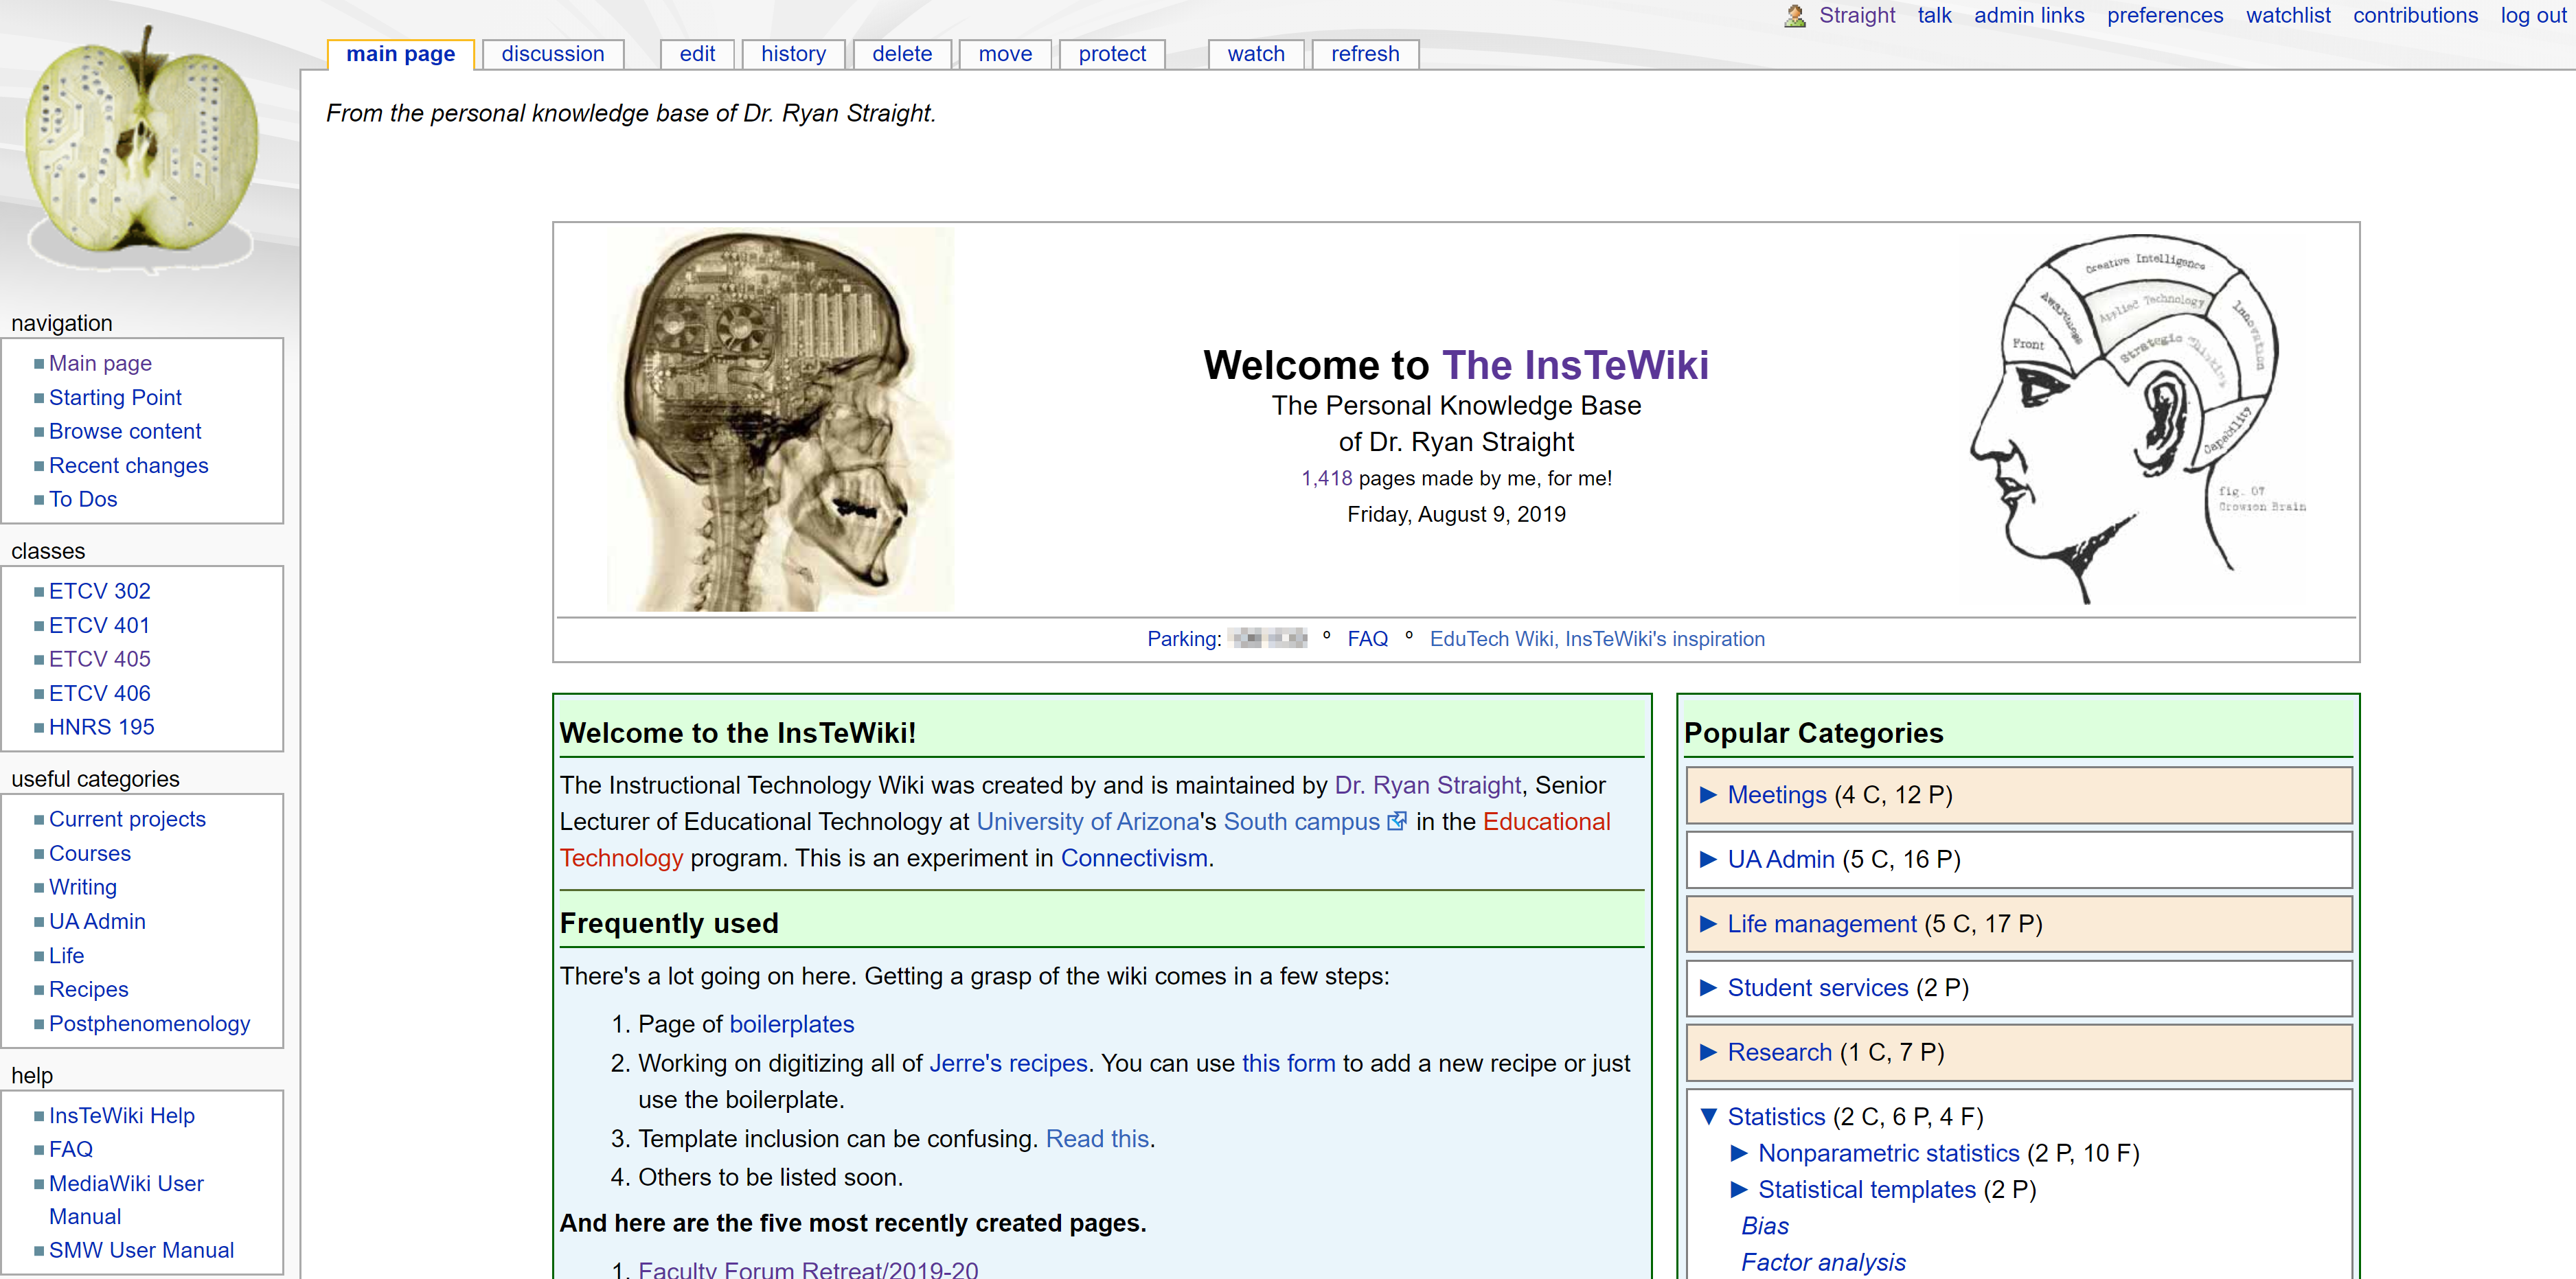 Straight talk admin links preferences watchlist contributions log out
main page discussion edit history delete move protect watch refresh
From the personal knowledge base of Dr. Ryan Straight.
navigation
Main page
Starting Point
Browse content
Recent changes
To Dos
classes
ETCV 302
ETCV 401
ETCV 405
ETCV 406
HNRS 195
useful categories
Current projects
Courses
Writing
UA Admin
Life
Recipes
Postphenomenology
help
InsTeWiki Help
FAQ
MediaWiki User
Manual
SMW User Manual
Welcome to The InsTeWiki
The Personal Knowledge Base
of Dr. Ryan Straight
1,418 pages made by me, for me!
Friday, August 9, 2019
Creative Intelligence
Awareness
Applied Technology
Innovation
Front
Strategic Thinking
Capability
fig. 07
Crowson Brain
Parking: º FAQ º EduTech Wiki, InsTeWiki's inspiration
Welcome to the InsTeWiki!
The Instructional Technology Wiki was created by and is maintained by Dr. Ryan Straight, Senior
Lecturer of Educational Technology at University of Arizona's South campus in the Educational
Technology program. This is an experiment in Connectivism.
Frequently used
There's a lot going on here. Getting a grasp of the wiki comes in a few steps:
1. Page of boilerplates
2. Working on digitizing all of Jerre's recipes. You can use this form to add a new recipe or just
use the boilerplate.
3. Template inclusion can be confusing. Read this.
4. Others to be listed soon.
And here are the five most recently created pages.
1. Faculty Forum Retreat/2019-20
Popular Categories
► Meetings (4 C, 12 P)
► UA Admin (5 C, 16 P)
► Life management (5 C, 17 P)
► Student services (2 P)
► Research (1 C, 7 P)
▼ Statistics (2 C, 6 P, 4 F)
► Nonparametric statistics (2 P, 10 F)
► Statistical templates (2 P)
Bias
Factor analysis